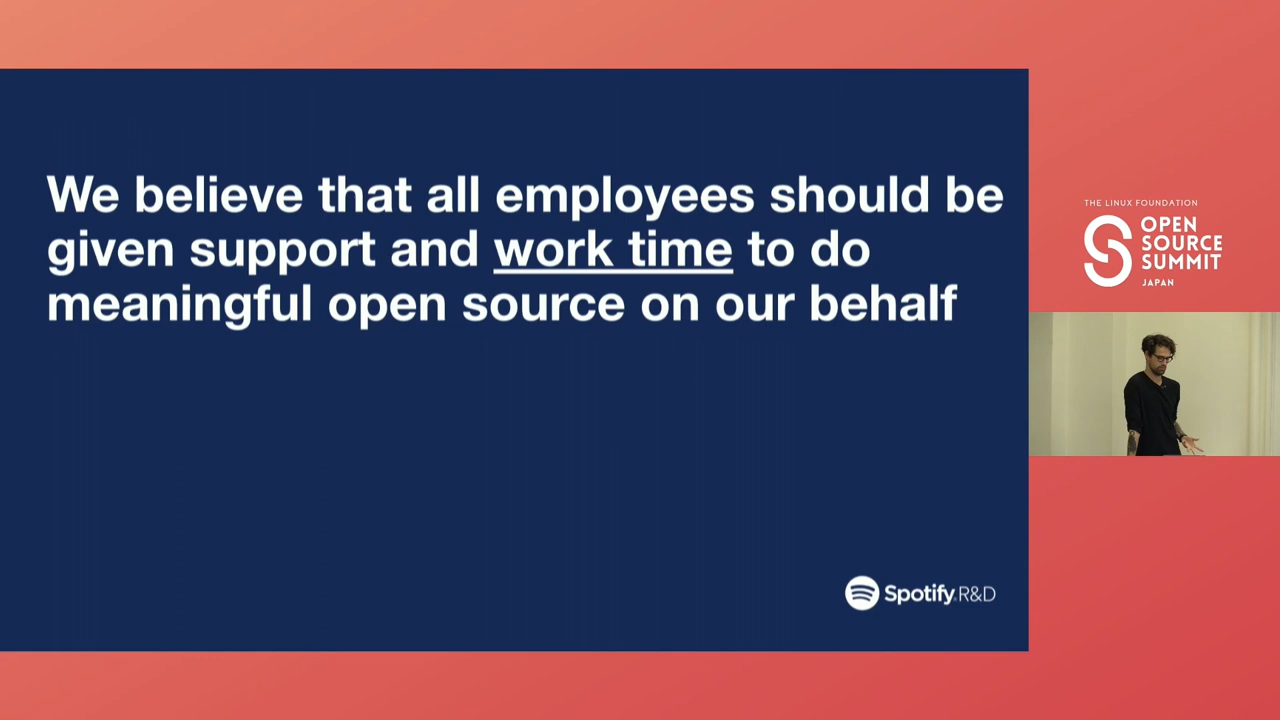 We believe that all employees should be
given support and work time to do
meaningful open source on our behalf
Spotify R&D
THE LINUX FOUNDATION
OPEN
SOURCE
SUMMIT
JAPAN